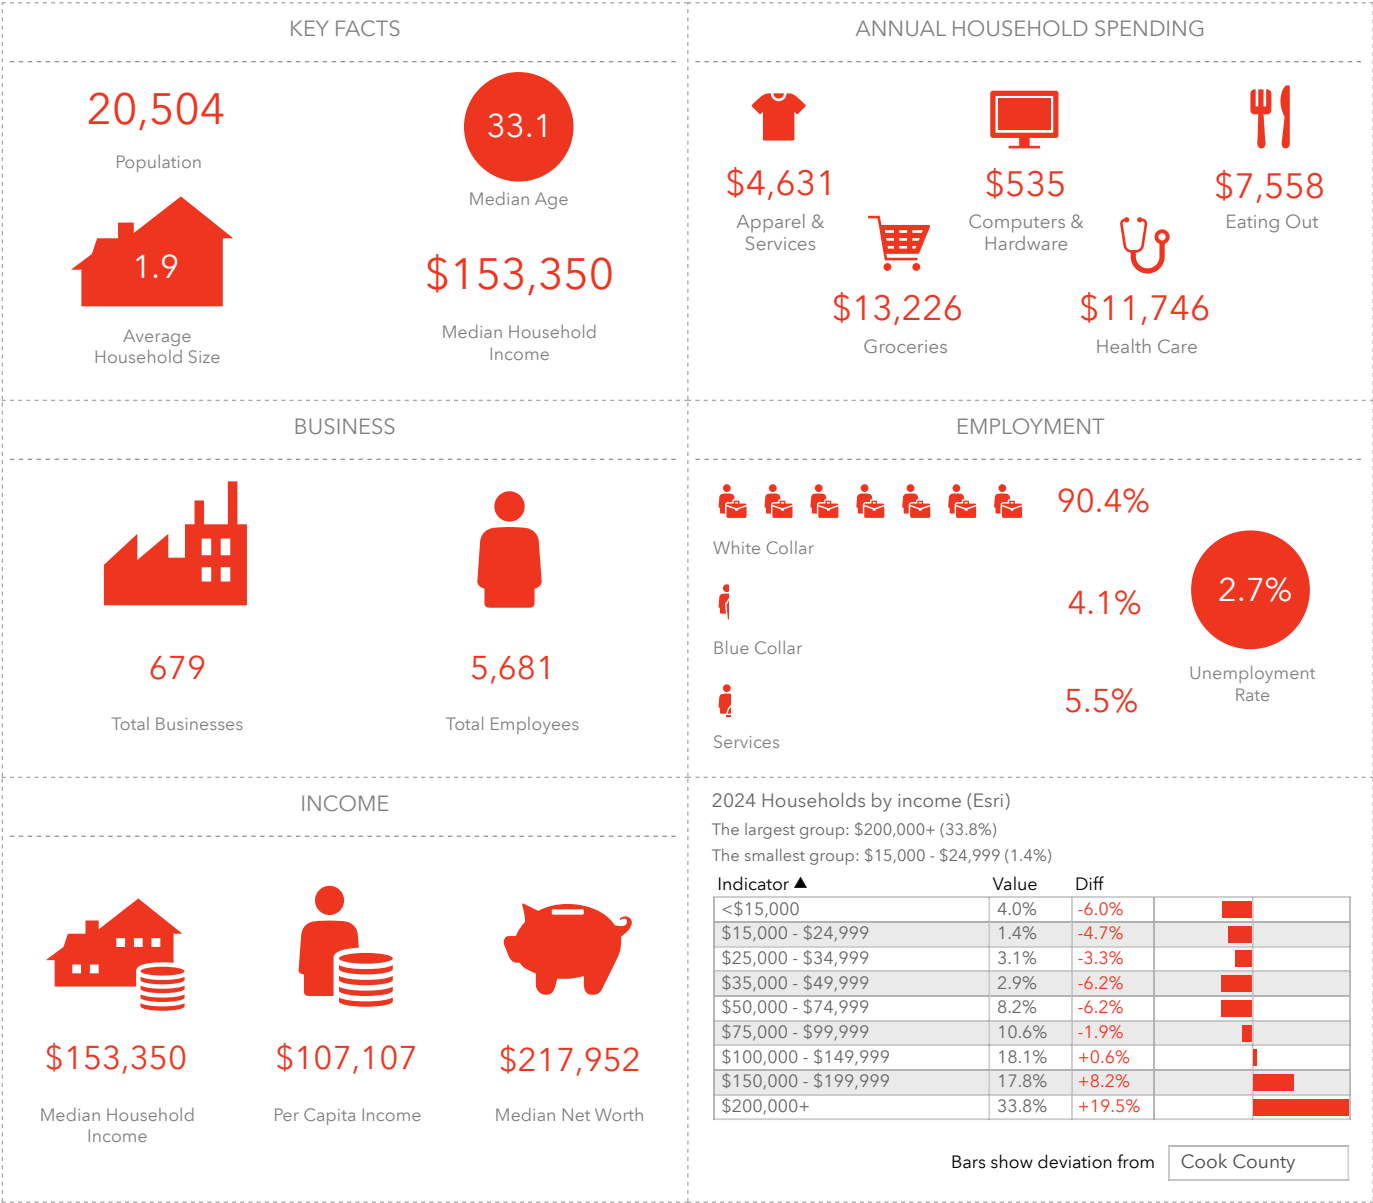 KEY FACTS
20,504
Population
33.1
Median Age
1.9
Average
Household Size
$153,350
Median Household
Income
ANNUAL HOUSEHOLD SPENDING
$4,631
Apparel &
Services
$535
Computers &
Hardware
$7,558
Eating Out
$13,226
Groceries
$11,746
Health Care
BUSINESS
679
Total Businesses
5,681
Total Employees
EMPLOYMENT
90.4%
White Collar
4.1%
Blue Collar
5.5%
Services
2.7%
Unemployment
Rate
INCOME
$153,350
Median Household
Income
$107,107
Per Capita Income
$217,952
Median Net Worth
2024 Households by income (Esri)
The largest group: $200,000+ (33.8%)
The smallest group: $15,000 - $24,999 (1.4%)
Indicator ▲ Value Diff
<$15,000 4.0% -6.0%
$15,000 - $24,999 1.4% -4.7%
$25,000 - $34,999 3.1% -3.3%
$35,000 - $49,999 2.9% -6.2%
$50,000 - $74,999 8.2% -6.2%
$75,000 - $99,999 10.6% -1.9%
$100,000 - $149,999 18.1% +0.6%
$150,000 - $199,999 17.8% +8.2%
$200,000+ 33.8% +19.5%
Bars show deviation from Cook County